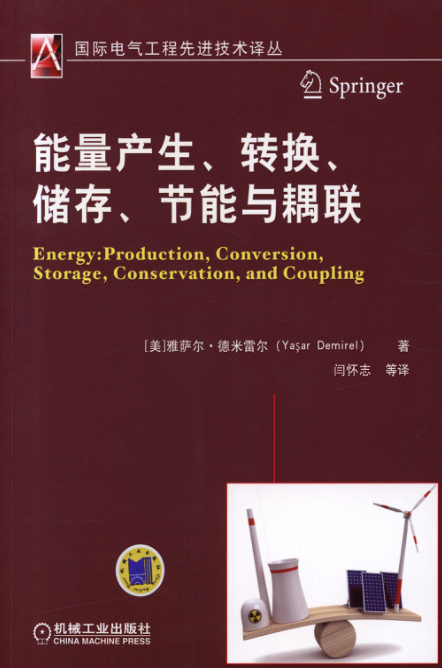 国际电气工程先进技术译丛
Springer
能量产生、转换、
储存、节能与耦联
Energy:Production, Conversion,
Storage, Conservation, and Coupling
[美]雅萨尔·德米雷尔（Yaşar Demirel） 著
闫怀志 等译
机械工业出版社
CHINA MACHINE PRESS